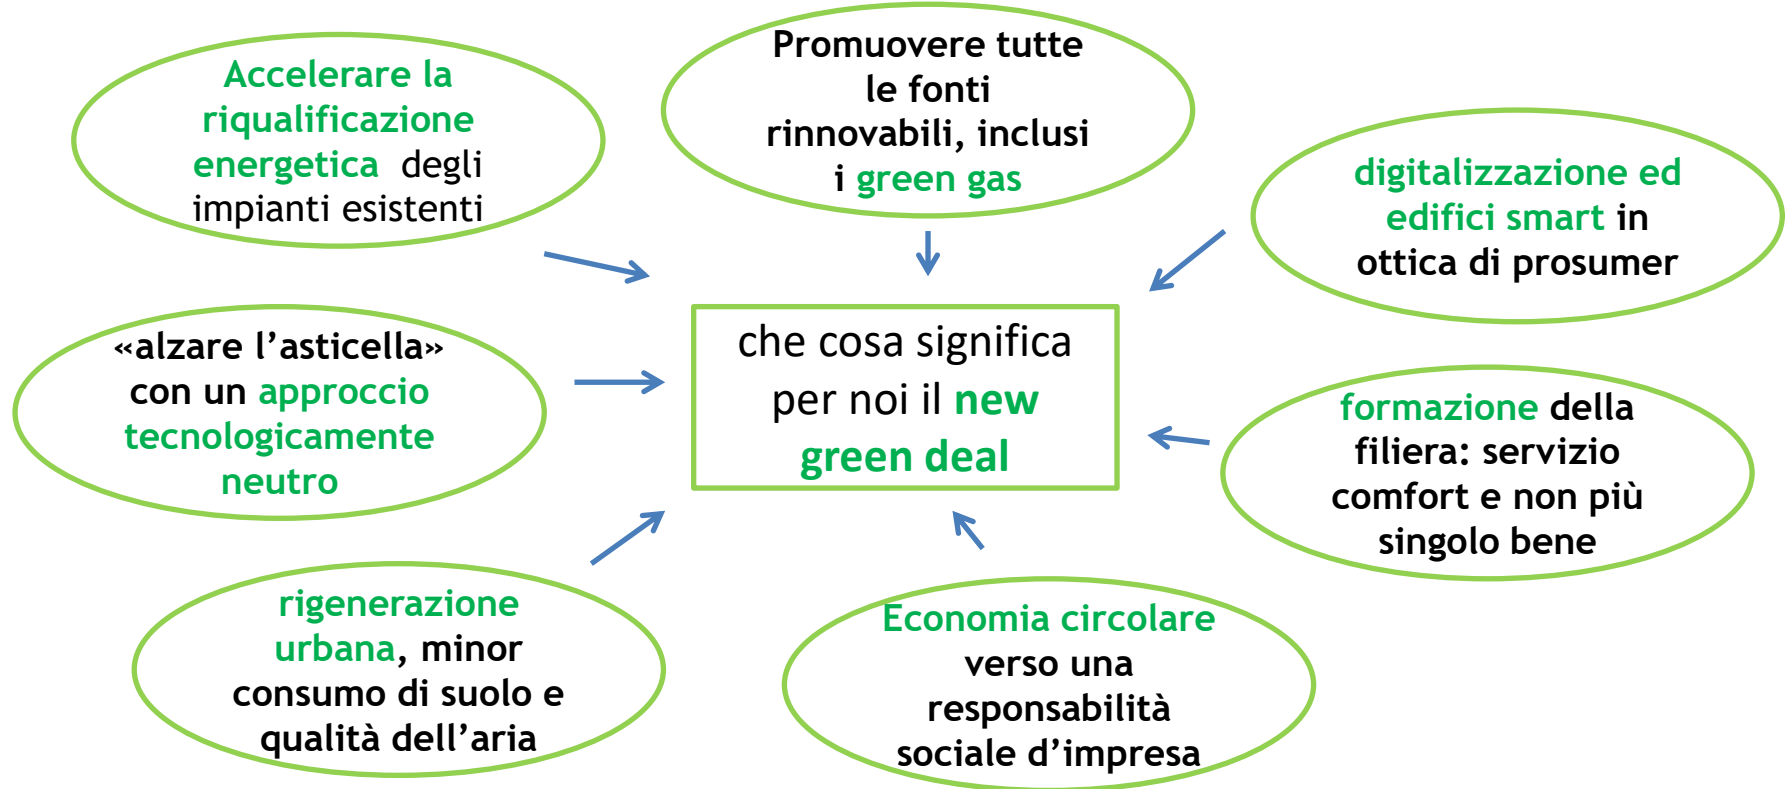 Accelerare la
riqualificazione
energetica degli
impianti esistenti
Promuovere tutte
le fonti
rinnovabili, inclusi
i green gas
digitalizzazione ed
edifici smart in
ottica di prosumer
«alzare l’asticella»
con un approccio
tecnologicamente
neutro
che cosa significa
per noi il new
green deal
formazione della
filiera: servizio
comfort e non più
singolo bene
rigenerazione
urbana, minor
consumo di suolo e
qualità dell’aria
Economia circolare
verso una
responsabilità
sociale d’impresa